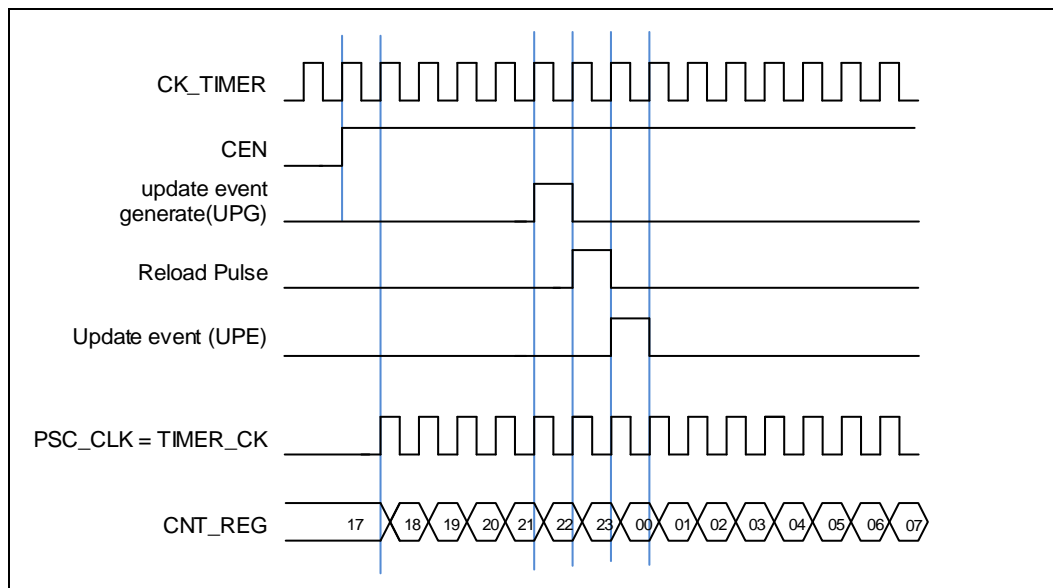 CK_TIMER
CEN
update event
generate(UPG)
Reload Pulse
Update event (UPE)
PSC_CLK = TIMER_CK
CNT_REG 17 18 19 20 21 22 23 00 01 02 03 04 05 06 07